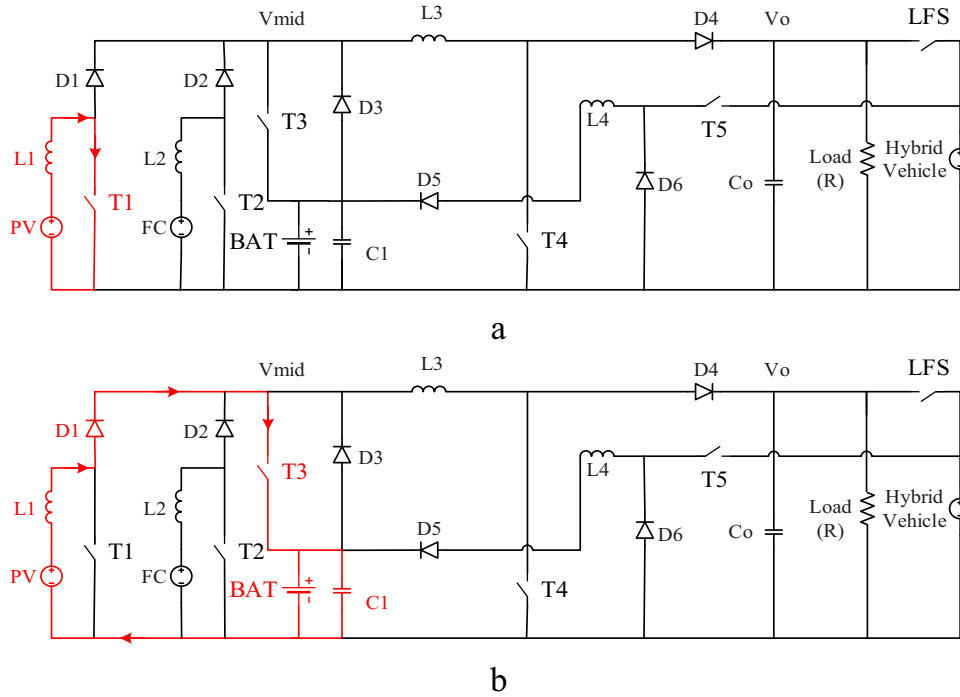 Vmid L3 D4 Vo LFS
D1 D2 D3 T3 L4 T5
L1 L2 D5 D6 Co Load (R) Hybrid Vehicle
T1 T2
PV FC BAT + - C1 T4
a
Vmid L3 D4 Vo LFS
D1 D2 D3 T3 L4 T5
L1 L2 D5 D6 Co Load (R) Hybrid Vehicle
T1 T2
PV FC BAT + - C1 T4
b